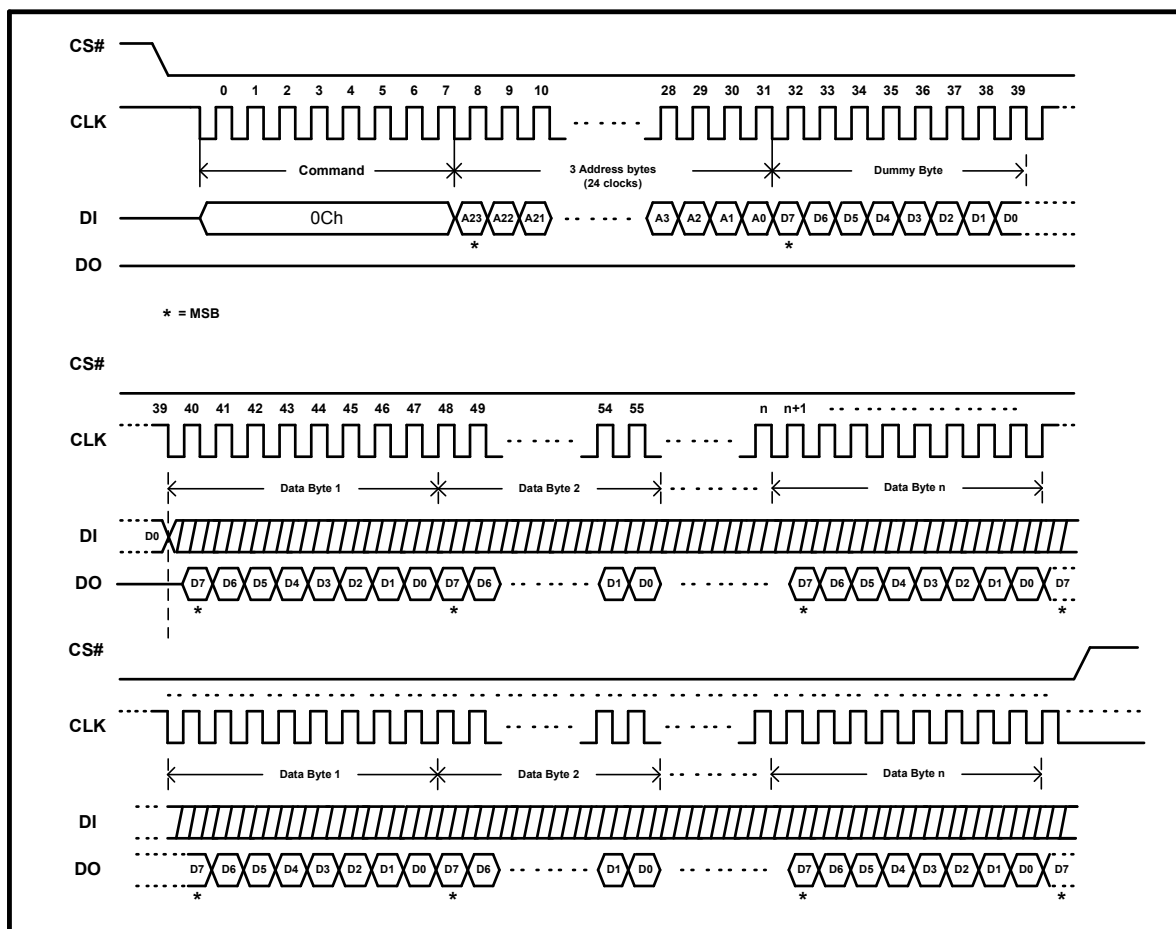 CS#
0 1 2 3 4 5 6 7 8 9 10 28 29 30 31 32 33 34 35 36 37 38 39
CLK
Command 3 Address bytes (24 clocks) Dummy Byte
DI 0Ch A23 A22 A21 A3 A2 A1 A0 D7 D6 D5 D4 D3 D2 D1 D0
* *
DO
* = MSB
CS#
39 40 41 42 43 44 45 46 47 48 49 54 55 n n+1
CLK
Data Byte 1 Data Byte 2 Data Byte n
DI D0
DO D7 D6 D5 D4 D3 D2 D1 D0 D7 D6 D1 D0 D7 D6 D5 D4 D3 D2 D1 D0 D7
* * * *
CS#
CLK
Data Byte 1 Data Byte 2 Data Byte n
DI
DO D7 D6 D5 D4 D3 D2 D1 D0 D7 D6 D1 D0 D7 D6 D5 D4 D3 D2 D1 D0 D7
* * * *